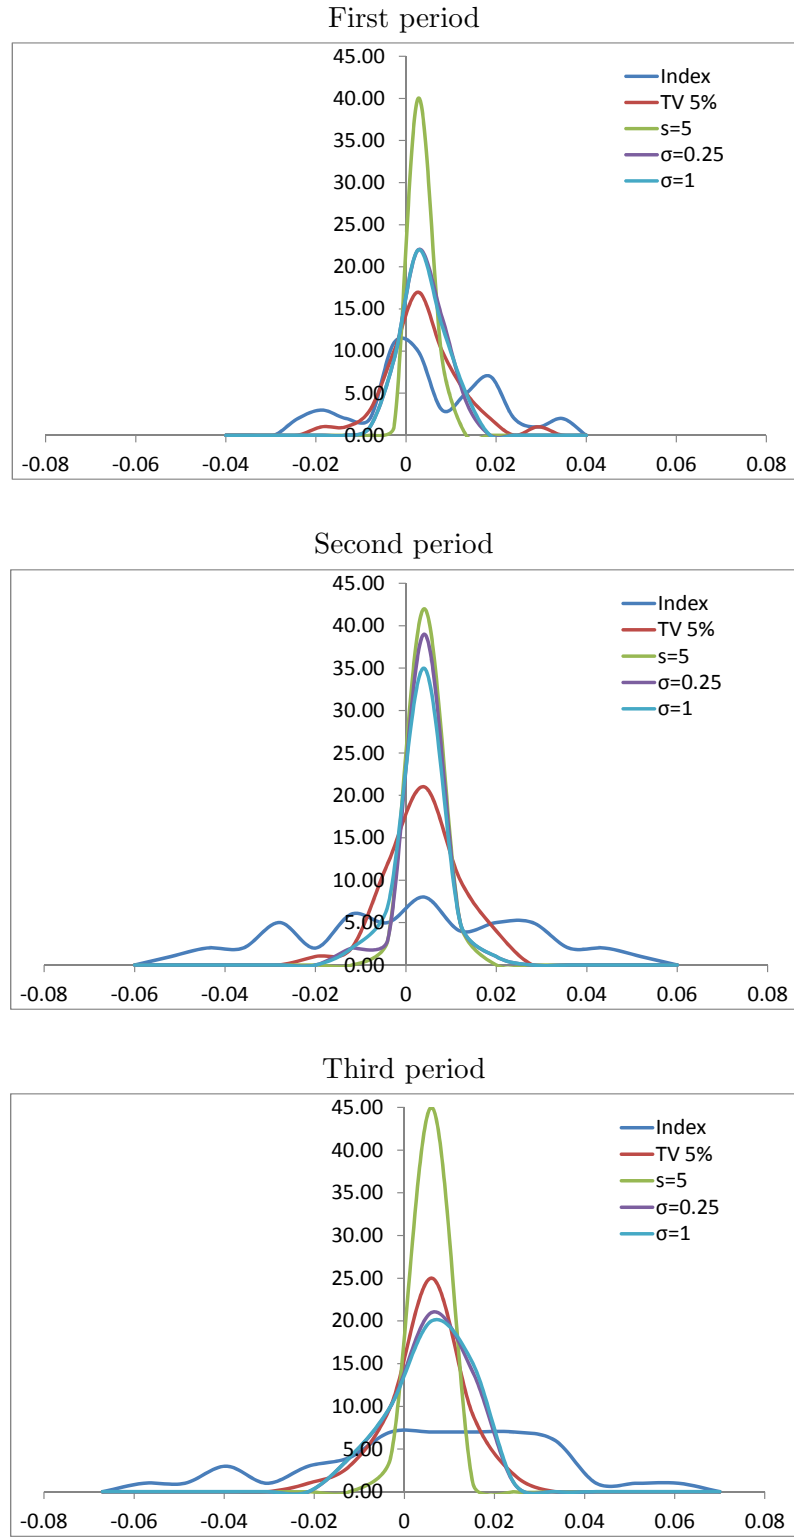 First period
45.00
40.00
35.00
30.00
25.00
20.00
15.00
10.00
5.00
0.00
-0.08 -0.06 -0.04 -0.02 0 0.02 0.04 0.06 0.08
Index
TV 5%
s=5
σ=0.25
σ=1
Second period
45.00
40.00
35.00
30.00
25.00
20.00
15.00
10.00
5.00
0.00
-0.08 -0.06 -0.04 -0.02 0 0.02 0.04 0.06 0.08
Index
TV 5%
s=5
σ=0.25
σ=1
Third period
45.00
40.00
35.00
30.00
25.00
20.00
15.00
10.00
5.00
0.00
-0.08 -0.06 -0.04 -0.02 0 0.02 0.04 0.06 0.08
Index
TV 5%
s=5
σ=0.25
σ=1